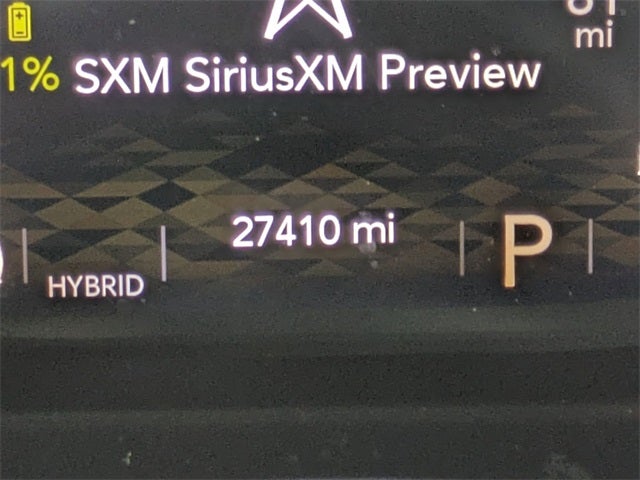 mi
1% SXM SiriusXM Preview
27410 mi
P
HYBRID